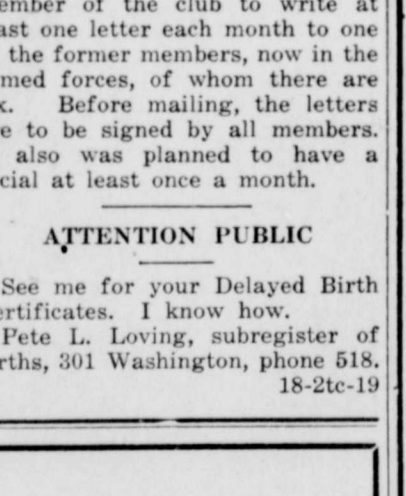 ember of the club to write at
ast one letter each month to one
the former members, now in the
med forces, of whom there are
x. Before mailing, the letters
e to be signed by all members.
also was planned to have a
cial at least once a month.
ATTENTION PUBLIC
See me for your Delayed Birth
ertificates. I know how.
Pete L. Loving, subregister of
rths, 301 Washington, phone 518.
18-2tc-19